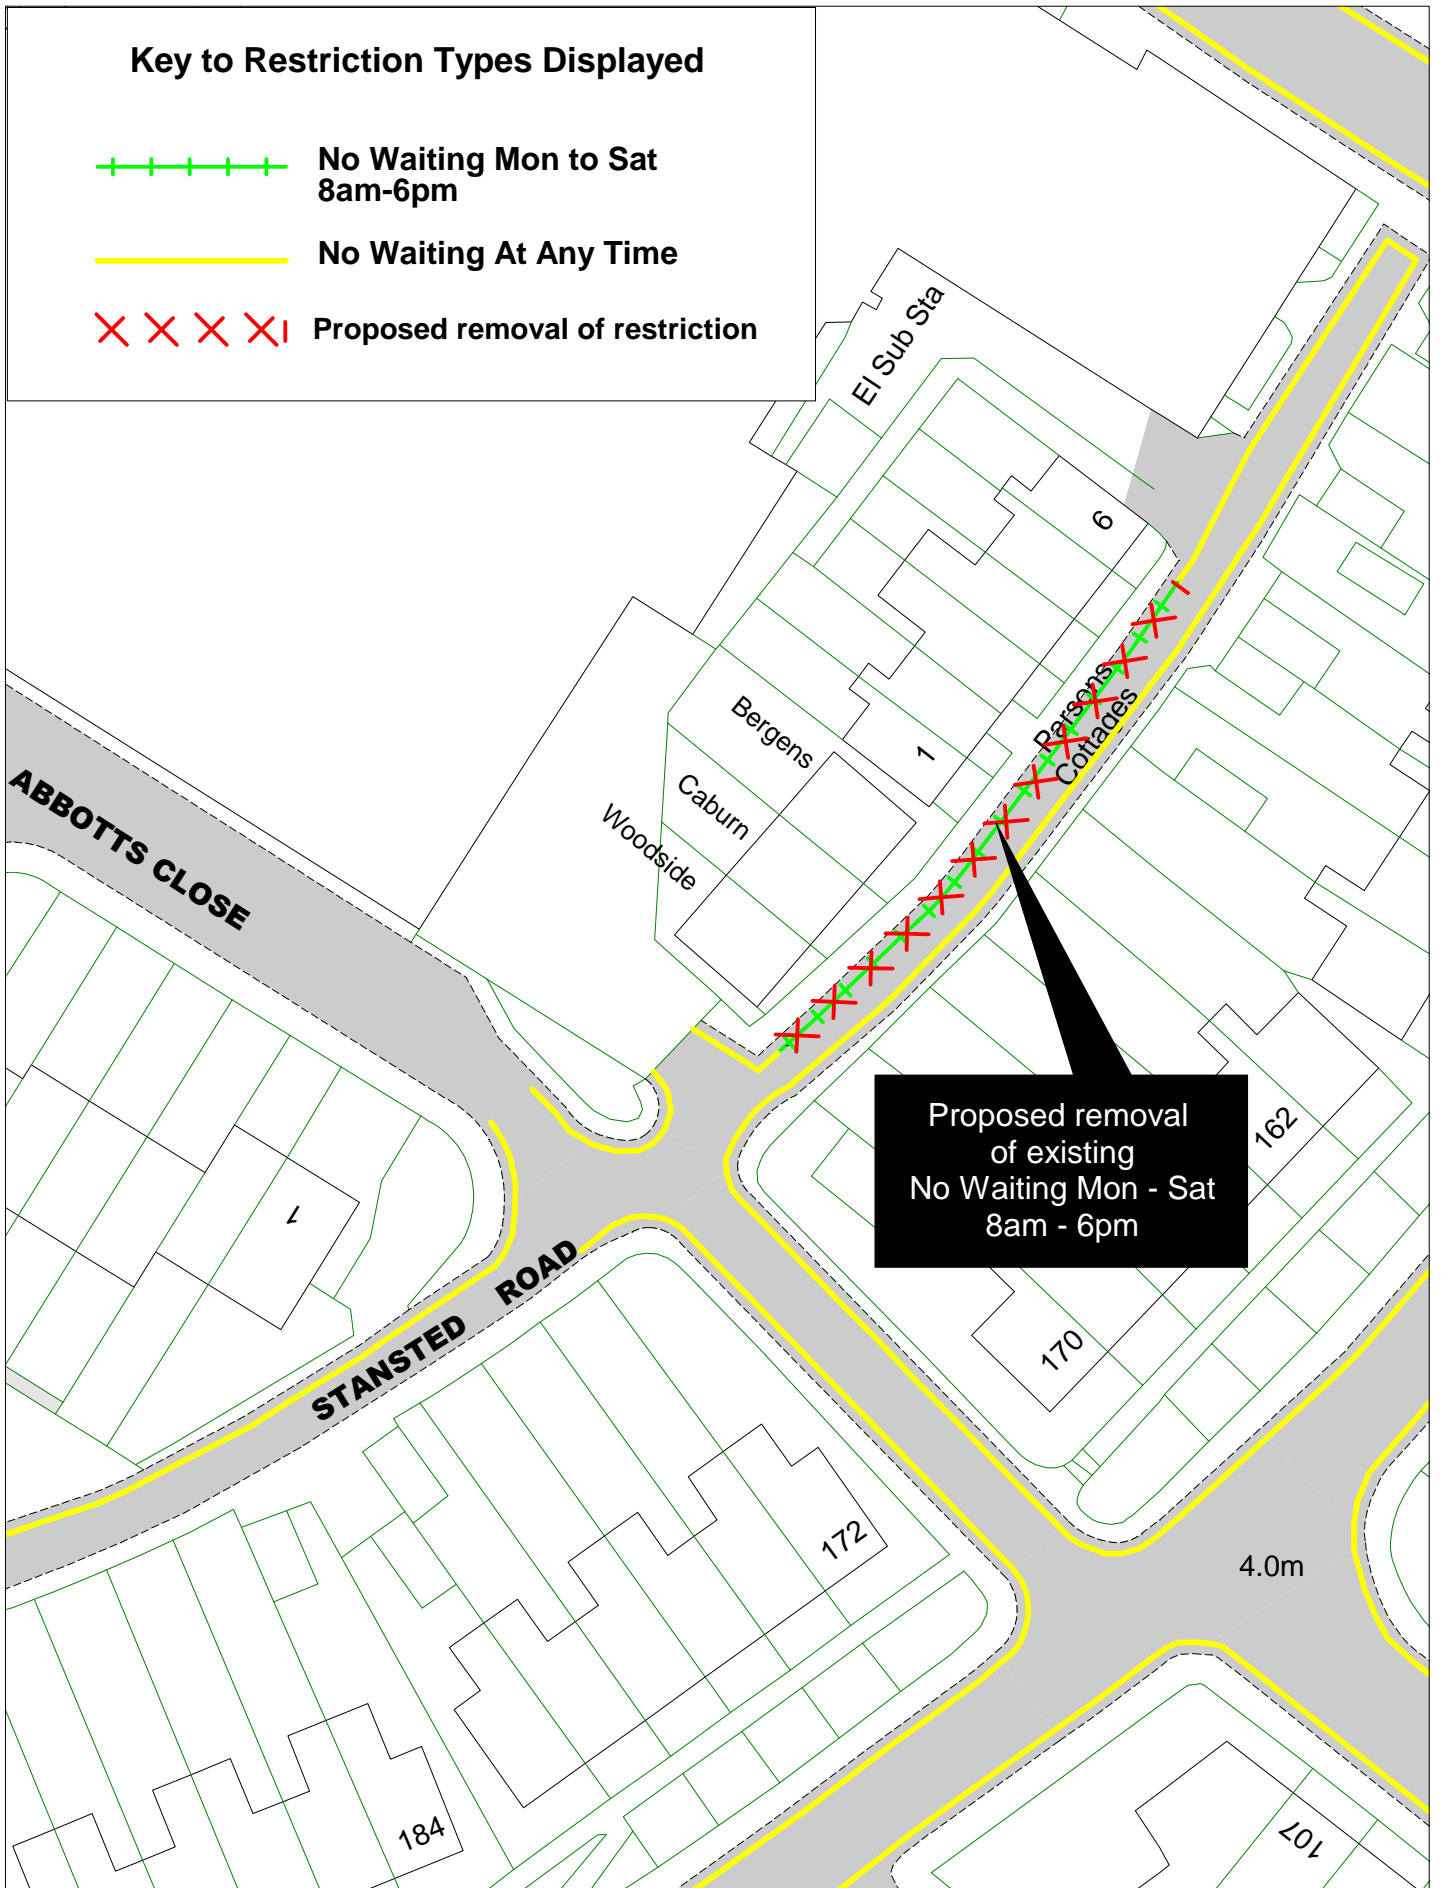 Key to Restriction Types Displayed
No Waiting Mon to Sat
8am-6pm
No Waiting At Any Time
Proposed removal of restriction
El Sub Sta
6
Parsons
Cottages
Bergens
1
Caburn
Woodside
ABBOTTS CLOSE
Proposed removal
of existing
No Waiting Mon - Sat
8am - 6pm
162
1
STANSTED ROAD
170
172
4.0m
184
107